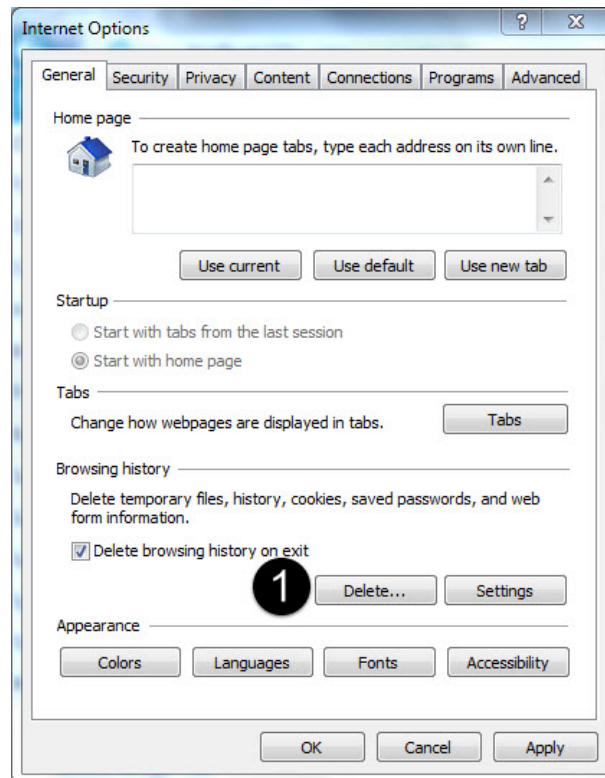 Internet Options
General Security Privacy Content Connections Programs Advanced
Home page
To create home page tabs, type each address on its own line.
Use current Use default Use new tab
Startup
Start with tabs from the last session
Start with home page
Tabs
Change how webpages are displayed in tabs. Tabs
Browsing history
Delete temporary files, history, cookies, saved passwords, and web
form information.
Delete browsing history on exit
1 Delete... Settings
Appearance
Colors Languages Fonts Accessibility
OK Cancel Apply